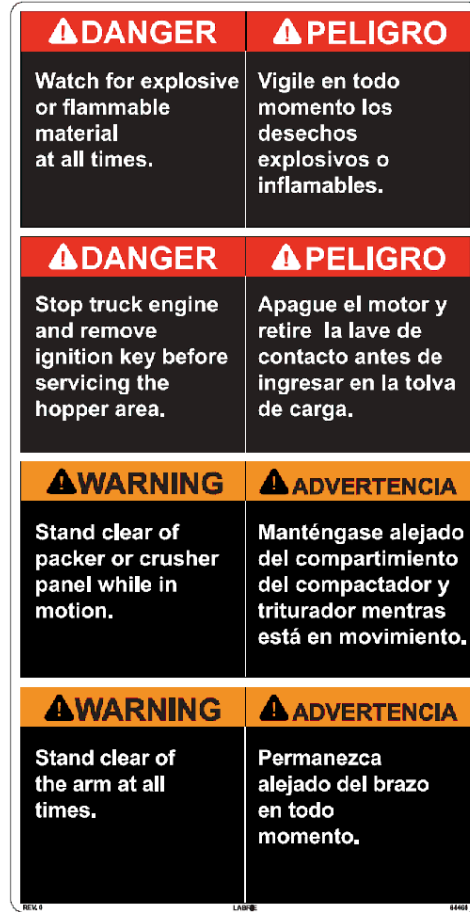 DANGER
Watch for explosive
or flammable
material
at all times.
PELIGRO
Vigile en todo
momento los
desechos
explosivos o
inflamables.
DANGER
Stop truck engine
and remove
ignition key before
servicing the
hopper area.
PELIGRO
Apague el motor y
retire la lave de
contacto antes de
ingresar en la tolva
de carga.
WARNING
Stand clear of
packer or crusher
panel while in
motion.
ADVERTENCIA
Manténgase alejado
del compartimiento
del compactador y
triturador mentras
está en movimiento.
WARNING
Stand clear of
the arm at all
times.
ADVERTENCIA
Permanezca
alejado del brazo
en todo
momento.
REV. 0